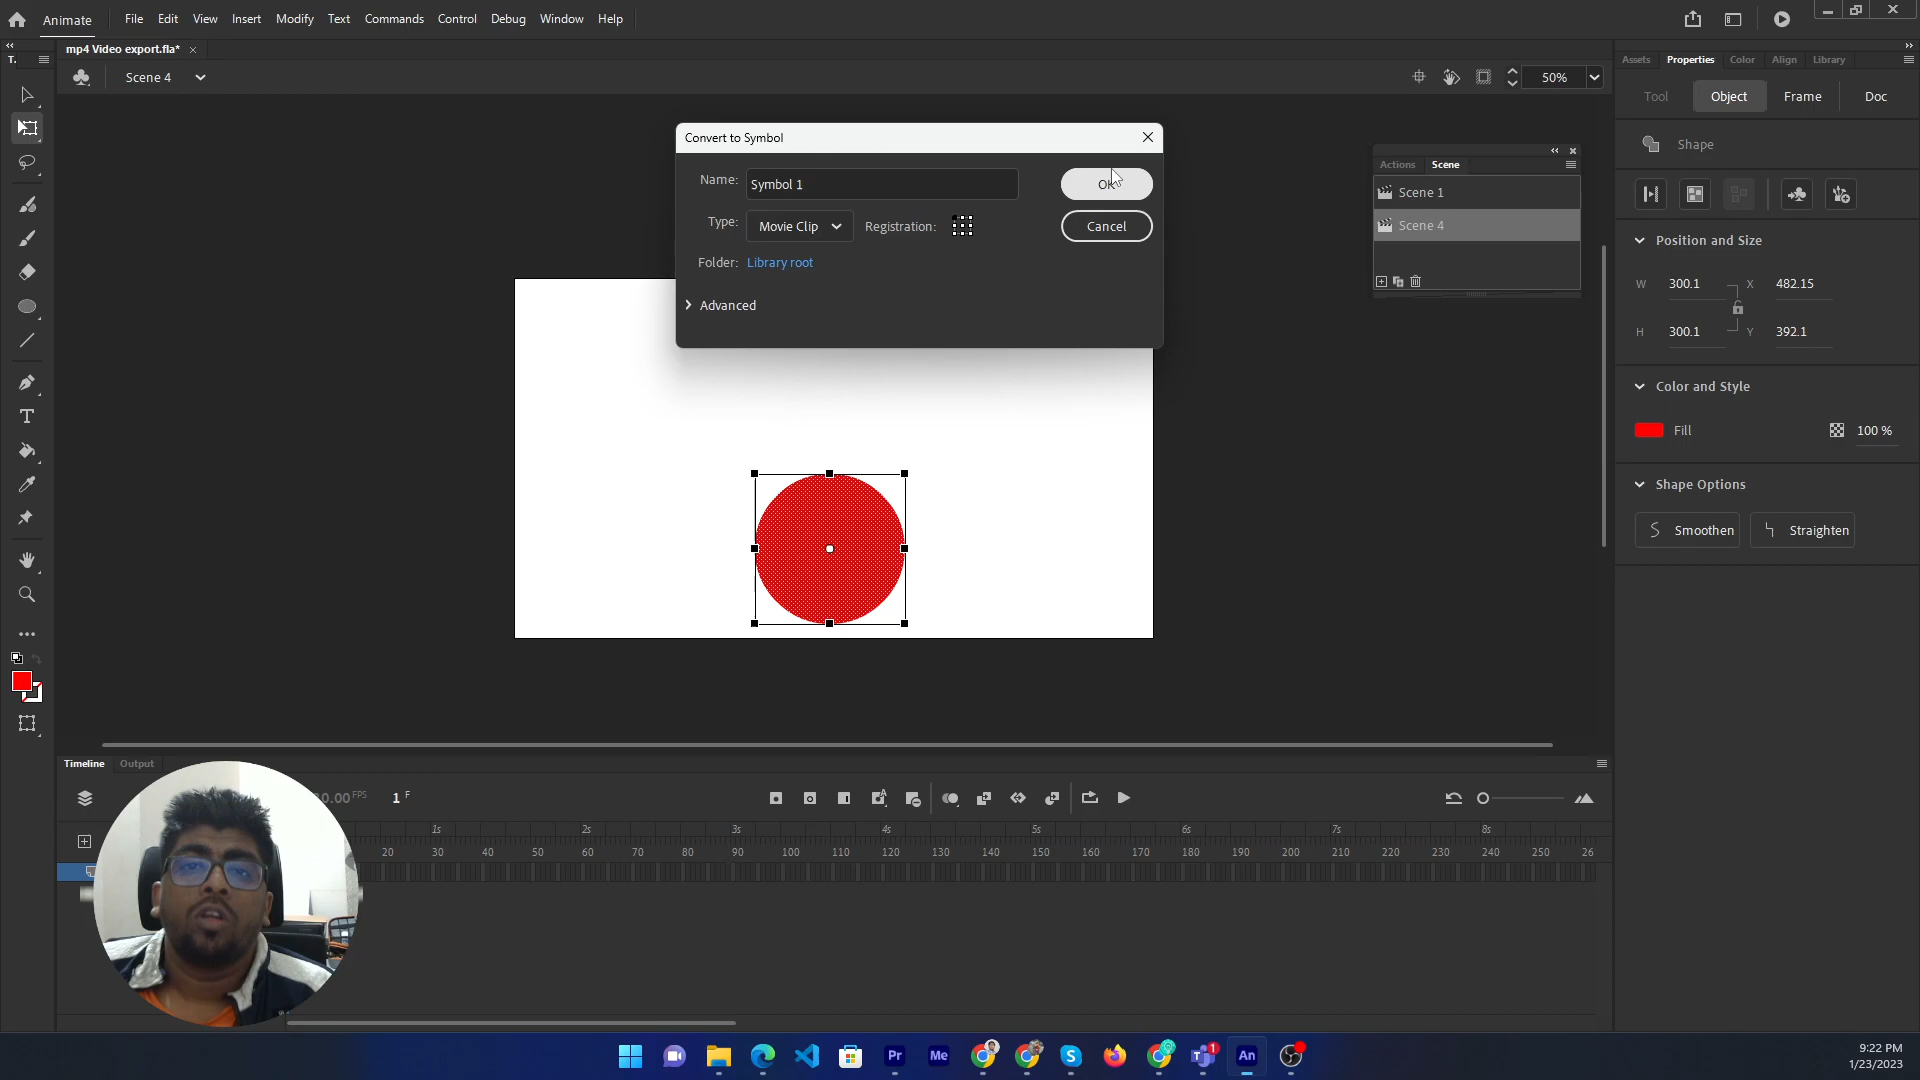 Animate File Edit View Insert Modify Text Commands Control Debug Window Help
mp4 Video export.fla*
T.
Scene 4
50%
Assets Properties Color Align Library
Tool Object Frame Doc
Shape
Convert to Symbol
Name: Symbol 1
OK
Type: Movie Clip Registration:
Cancel
Folder: Library root
Advanced
Actions Scene
Scene 1
Scene 4
Position and Size
W 300.1 X 482.15
H 300.1 Y 392.1
Color and Style
Fill 100 %
Shape Options
Smoothen Straighten
Timeline Output
0.00 FPS 1 F
1s 2s 3s 4s 5s 6s 7s 8s
20 30 40 50 60 70 80 90 100 110 120 130 140 150 160 170 180 190 200 210 220 230 240 250 26
Pr Me An
1
9:22 PM
1/23/2023